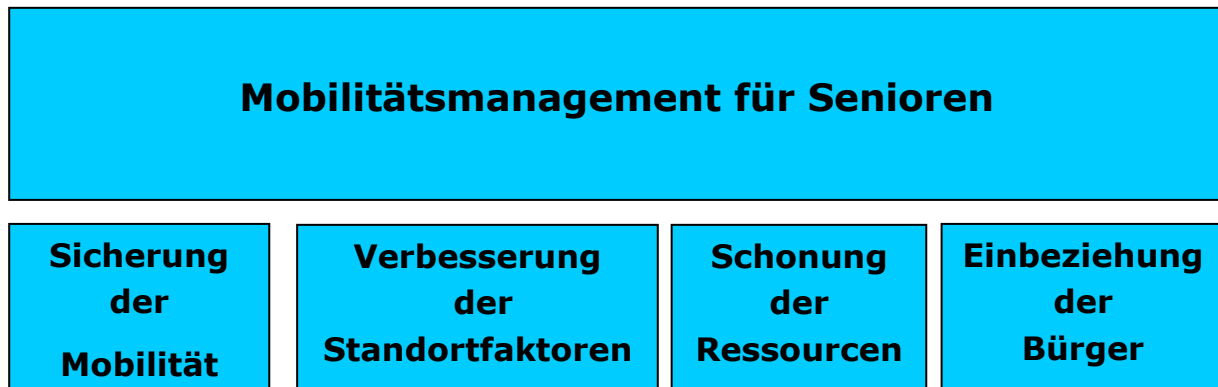 Mobilitätsmanagement für Senioren
Sicherung
der
Mobilität
Verbesserung
der
Standortfaktoren
Schonung
der
Ressourcen
Einbeziehung
der
Bürger